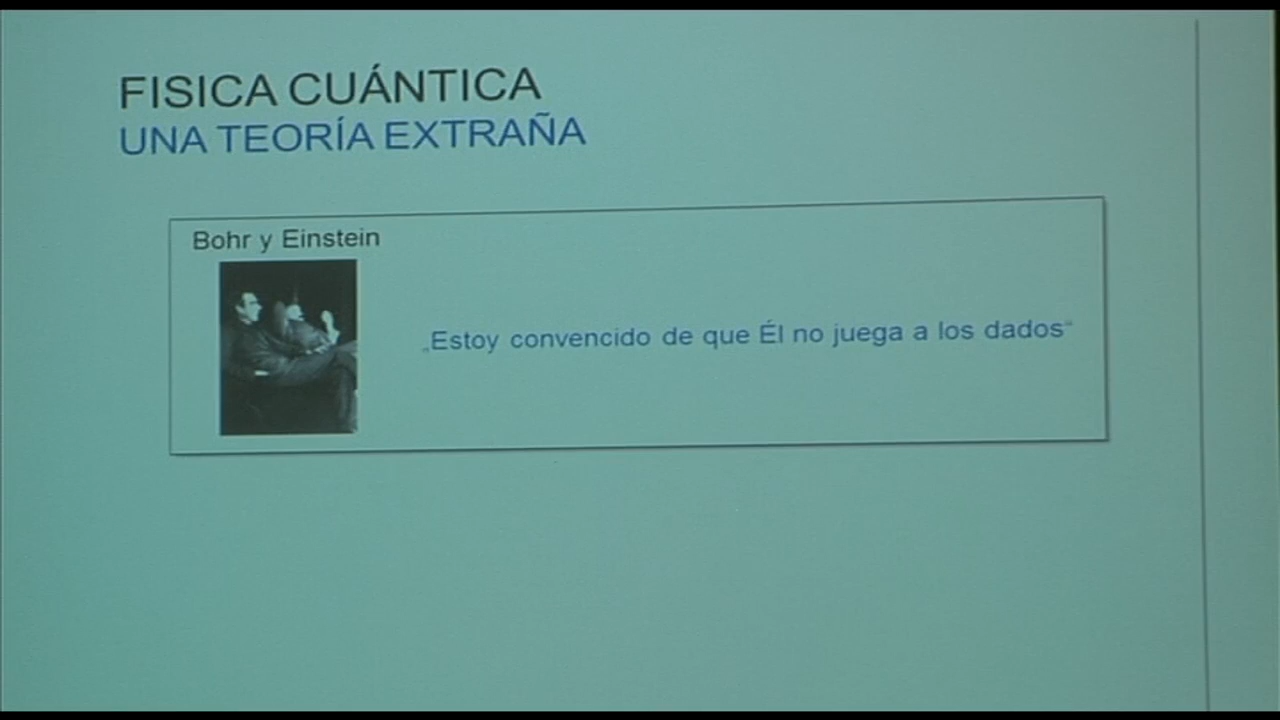 FISICA CUÁNTICA
UNA TEORÍA EXTRAÑA
Bohr y Einstein
„Estoy convencido de que Él no juega a los dados“